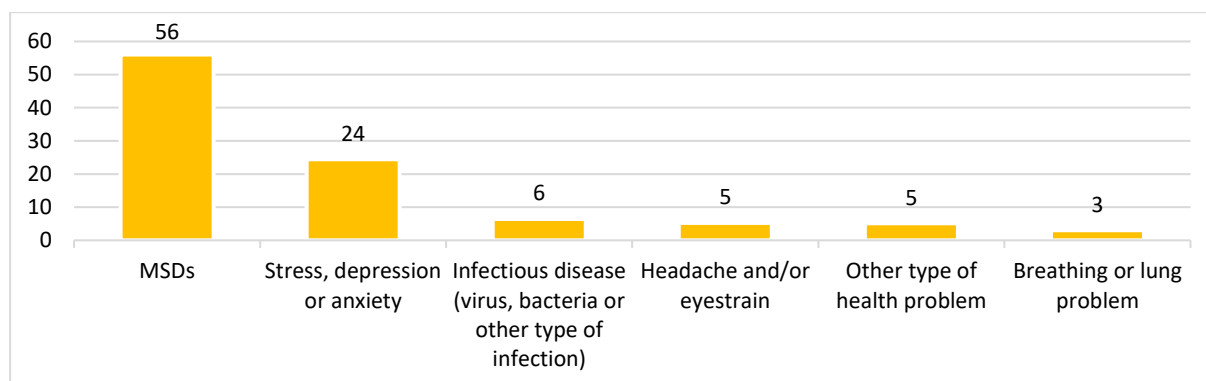 56
60
50
40
30
20
10
0
24
6
5
5
3
MSDs
Stress, depression
or anxiety
Infectious disease
(virus, bacteria or
other type of
infection)
Headache and/or
eyestrain
Other type of
health problem
Breathing or lung
problem